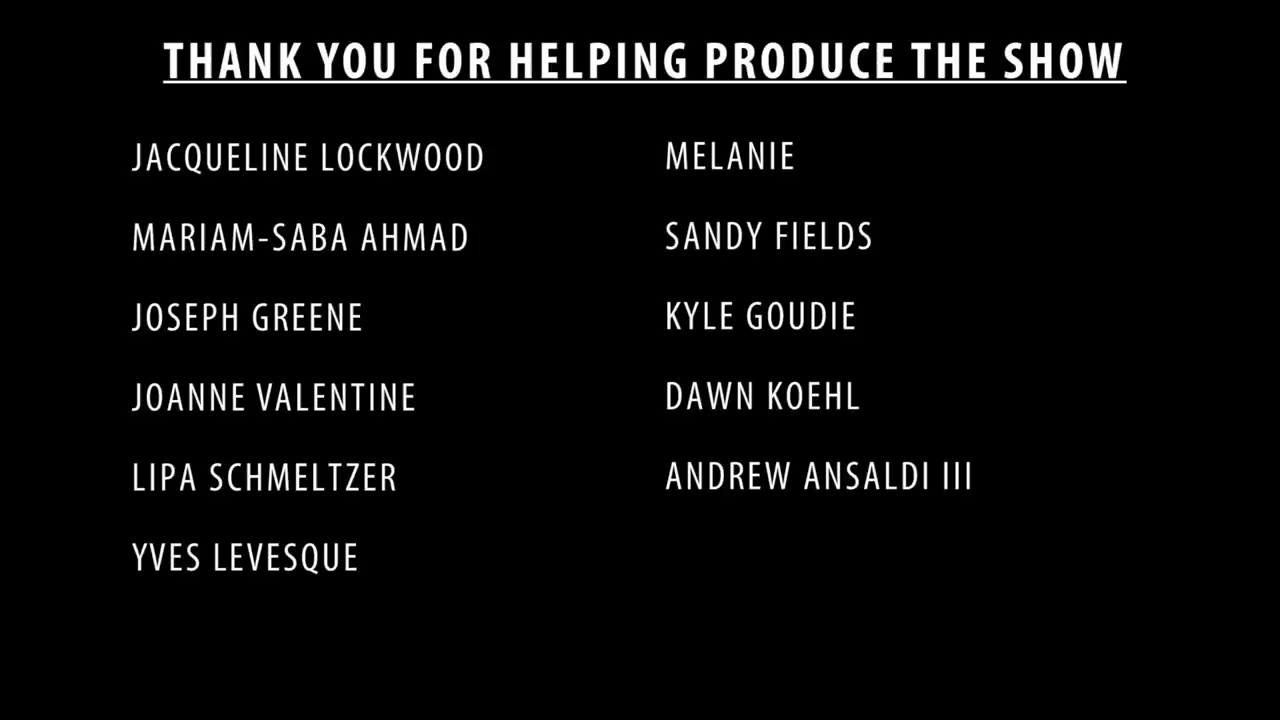 THANK YOU FOR HELPING PRODUCE THE SHOW
JACQUELINE LOCKWOOD
MARIAM-SABA AHMAD
JOSEPH GREENE
JOANNE VALENTINE
LIPA SCHMELTZER
YVES LEVESQUE
MELANIE
SANDY FIELDS
KYLE GOUDIE
DAWN KOEHL
ANDREW ANSALDI III